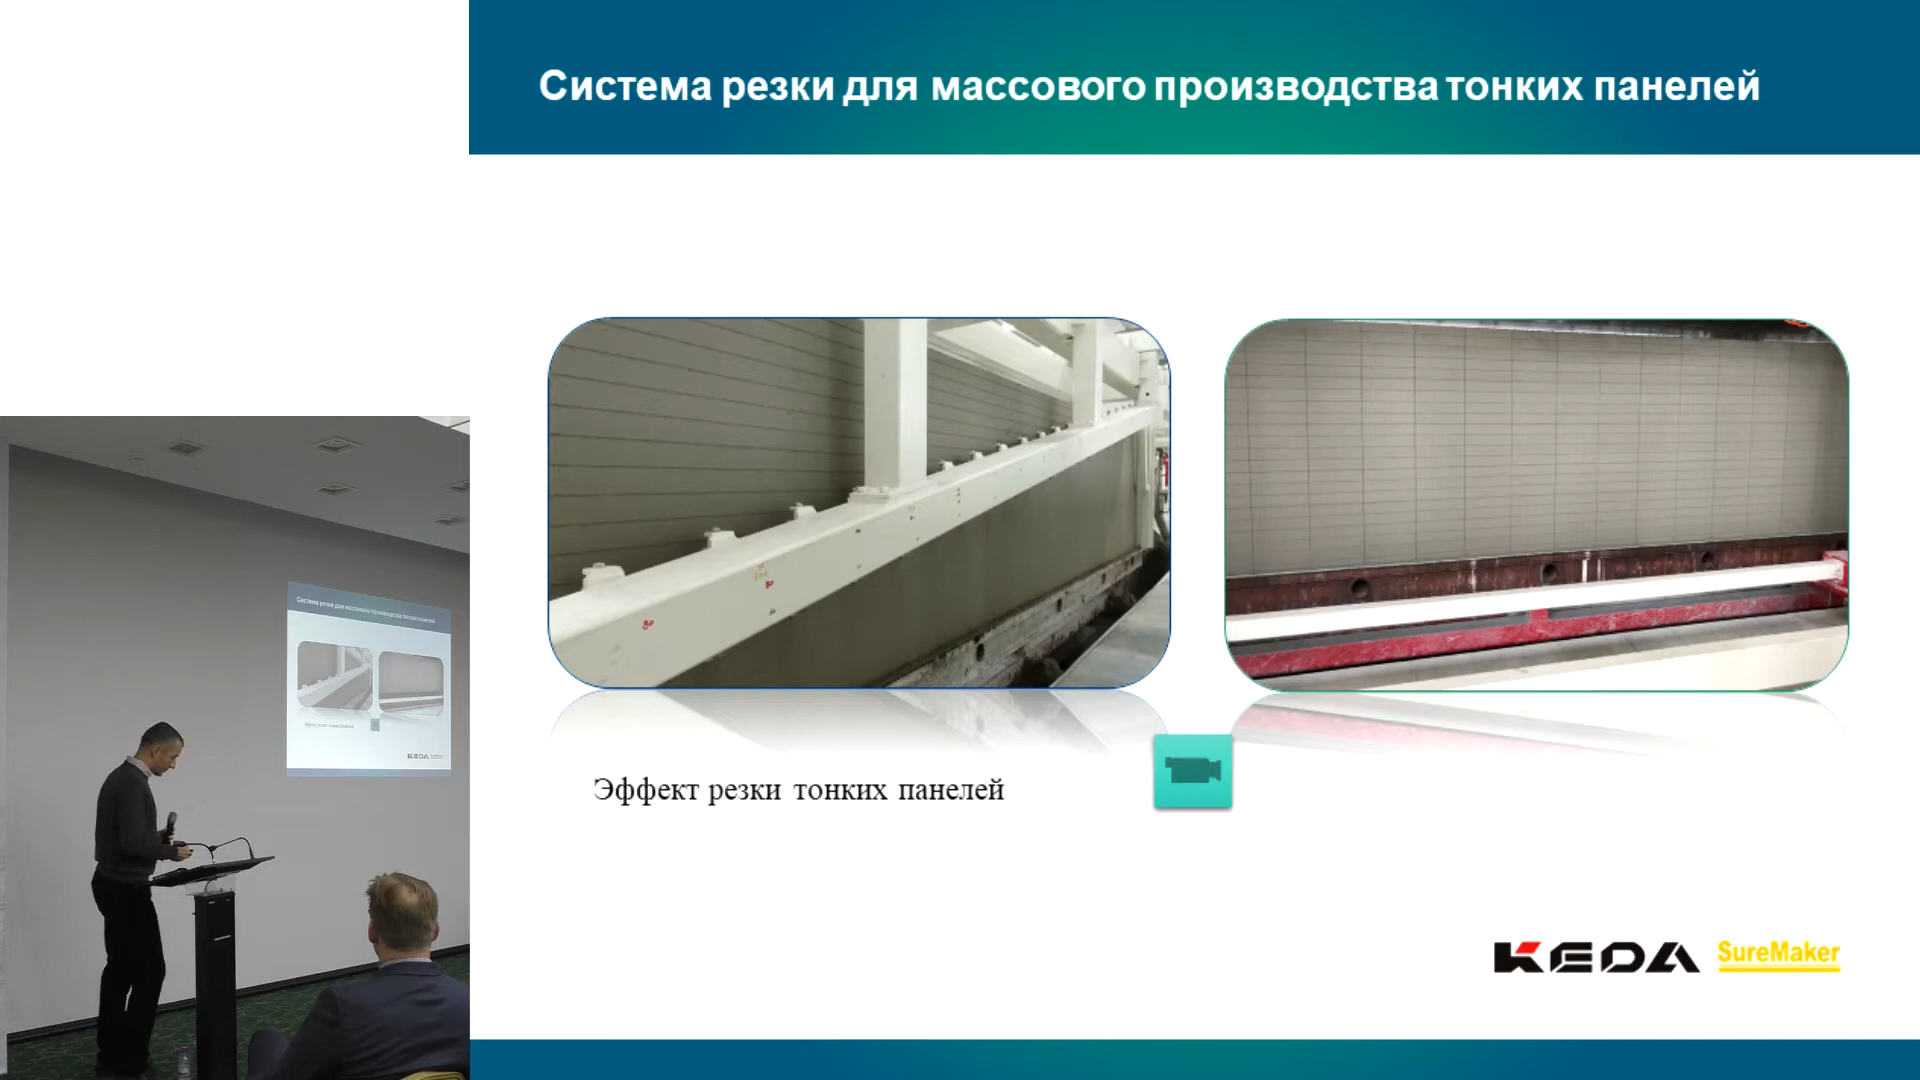 Система резки для массового производства тонких панелей
Эффект резки тонких панелей
KEDA SureMaker